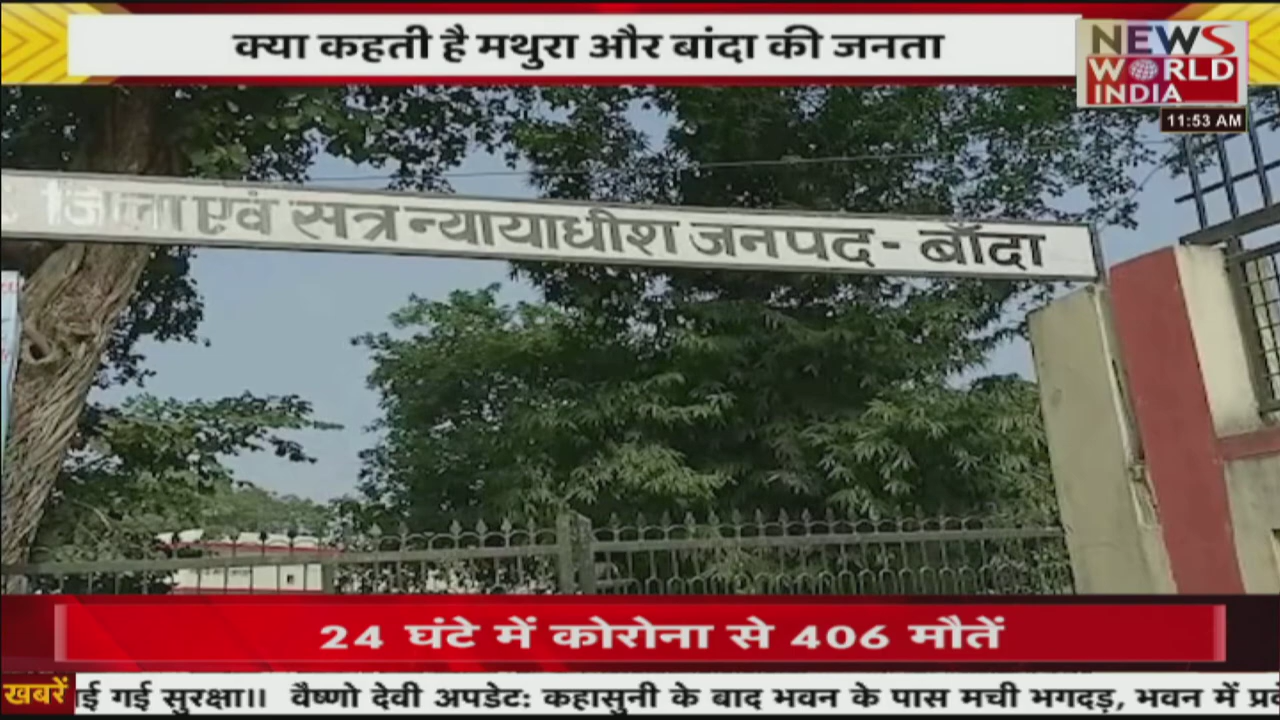 क्या कहती है मथुरा और बांदा की जनता
NEWS
WORLD
INDIA
11:53 AM
जिला एवं सत्र न्यायाधीश जनपद - बाँदा
24 घंटे में कोरोना से 406 मौतें
खबरें
ई गई सुरक्षा।। वैष्णो देवी अपडेट: कहासुनी के बाद भवन के पास मची भगदड़, भवन में